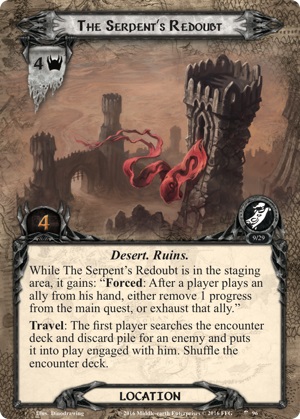 The Serpent's Redoubt
4
4
9/29
Desert. Ruins.
While The Serpent's Redoubt is in the staging
area, it gains: “Forced: After a player plays an
ally from his hand, either remove 1 progress
from the main quest, or exhaust that ally.”
Travel: The first player searches the encounter
deck and discard pile for an enemy and puts
it into play engaged with him. Shuffle the
encounter deck.
LOCATION
© 2016 Middle-earth Enterprises © 2016 FFG
96